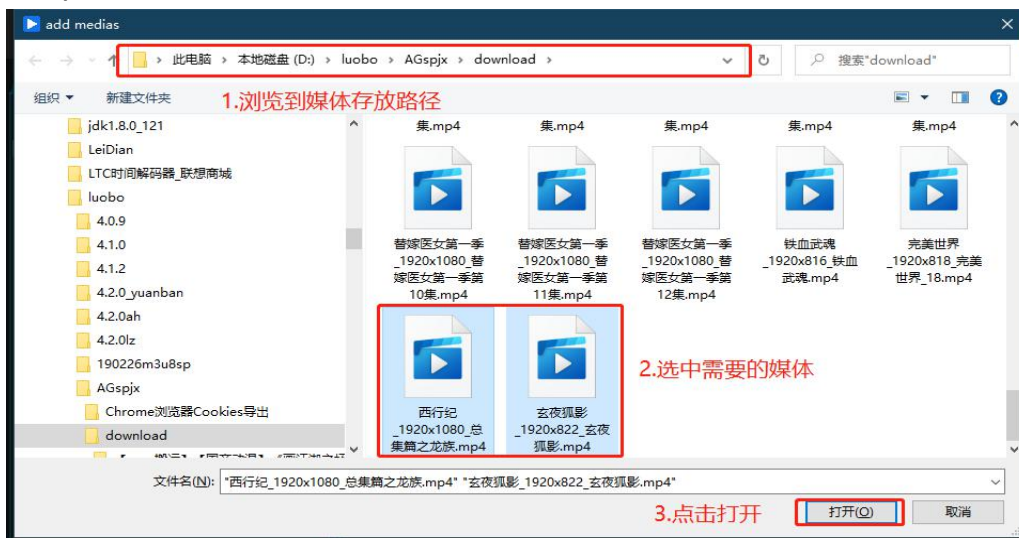 add medias
此电脑 › 本地磁盘 (D:) › luobo › AGspjx › download ›
搜索"download"
组织
新建文件夹
1.浏览到媒体存放路径
jdk1.8.0_121
LeiDian
LTC时间解码器_联想商城
luobo
4.0.9
4.1.0
4.1.2
4.2.0_yuanban
4.2.0ah
4.2.0lz
190226m3u8sp
AGspjx
Chrome浏览器Cookies导出
download
集.mp4
集.mp4
集.mp4
集.mp4
集.mp4
替嫁医女第一季
_1920x1080_替
嫁医女第一季第
10集.mp4
替嫁医女第一季
_1920x1080_替
嫁医女第一季第
11集.mp4
替嫁医女第一季
_1920x1080_替
嫁医女第一季第
12集.mp4
铁血武魂
_1920x816_铁血
武魂.mp4
完美世界
_1920x818_完美
世界_18.mp4
西行纪
_1920x1080_总
集篇之龙族.mp4
玄夜狐影
_1920x822_玄夜
狐影.mp4
2.选中需要的媒体
文件名(N): "西行纪_1920x1080_总集篇之龙族.mp4" "玄夜狐影_1920x822_玄夜狐影.mp4"
3.点击打开
打开(O)
取消